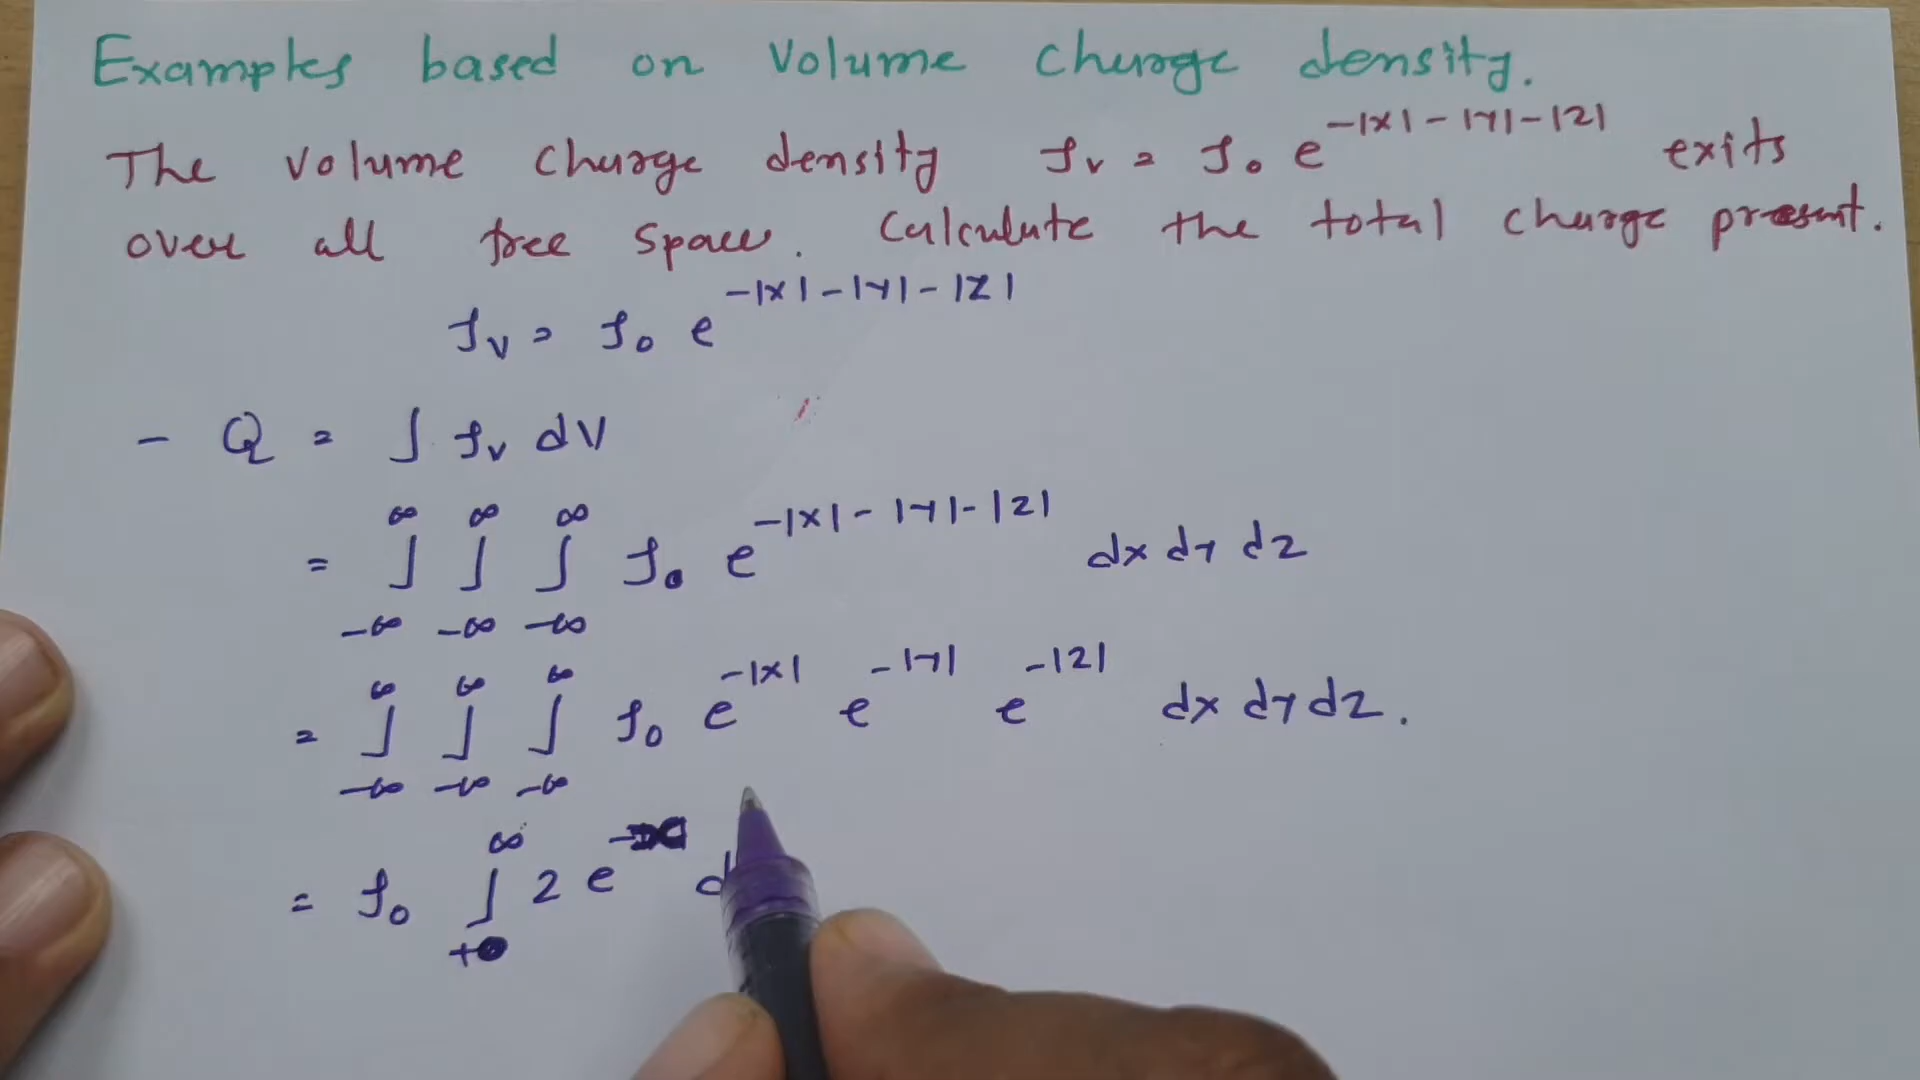 Examples based on Volume Charge density.
The volume charge density ρv = ρ₀ e^(-|x|-|y|-|z|) exits
over all free space. Calculate the total charge present.
ρv = ρ₀ e^(-|x|-|y|-|z|)
- Q = ∫ ρv dV
= ∫_{-∞}^{∞} ∫_{-∞}^{∞} ∫_{-∞}^{∞} ρ₀ e^(-|x|-|y|-|z|) dx dy dz
= ∫_{-∞}^{∞} ∫_{-∞}^{∞} ∫_{-∞}^{∞} ρ₀ e^(-|x|) e^(-|y|) e^(-|z|) dx dy dz.
= ρ₀ ∫^{∞} 2 e d